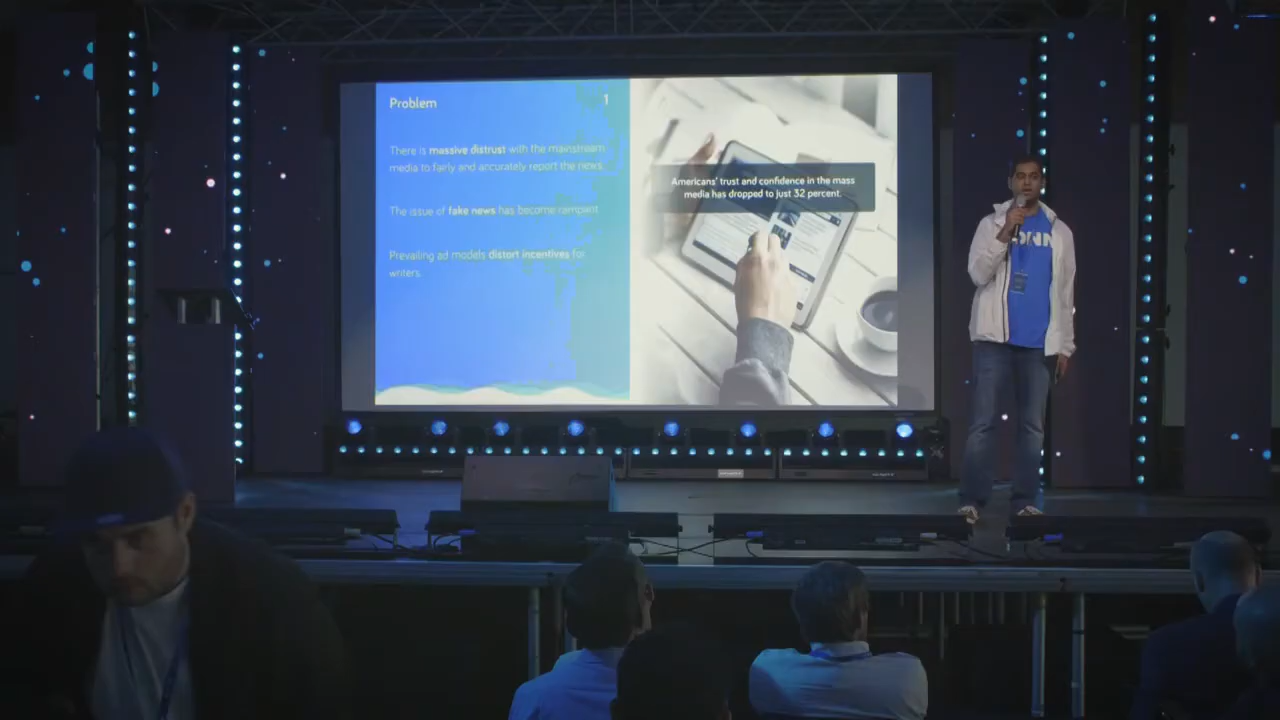 Problem
1
There is massive distrust with the mainstream
media to fairly and accurately report the news.
The issue of fake news has become rampant
Prevailing ad models distort incentives for
writers.
Americans' trust and confidence in the mass
media has dropped to just 32 percent.